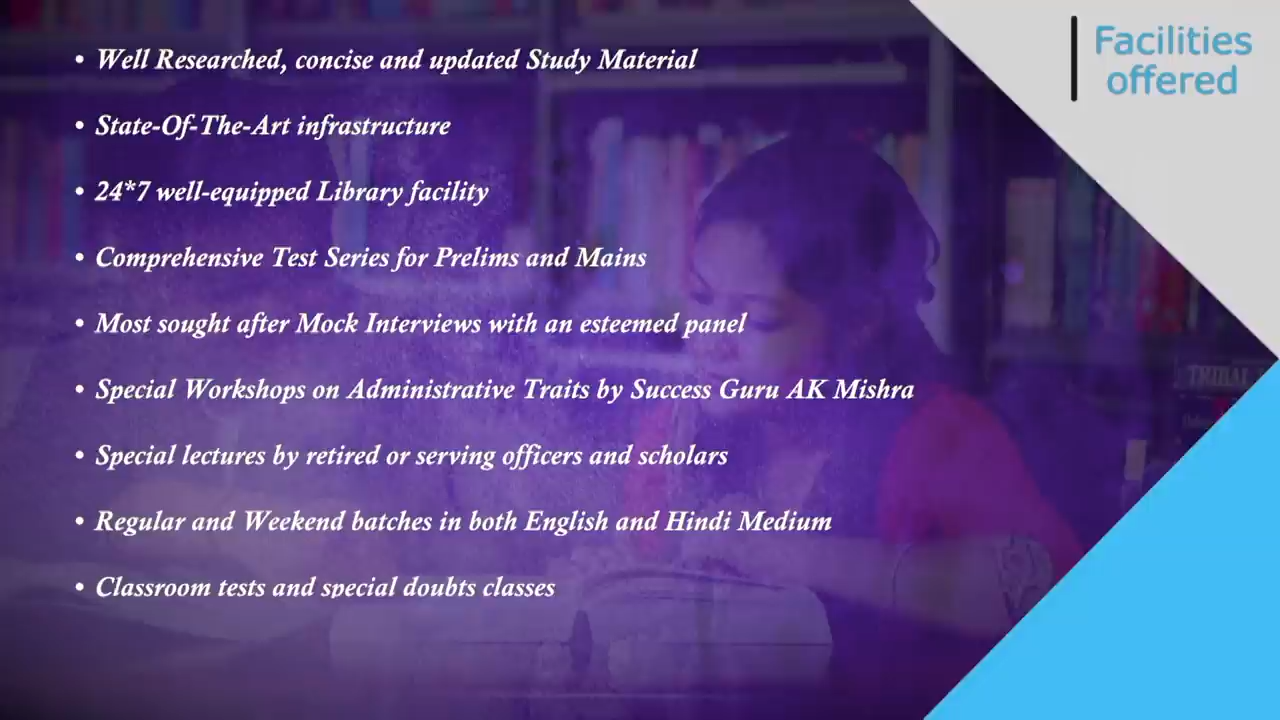 Facilities
offered
• Well Researched, concise and updated Study Material
• State-Of-The-Art infrastructure
• 24*7 well-equipped Library facility
• Comprehensive Test Series for Prelims and Mains
• Most sought after Mock Interviews with an esteemed panel
• Special Workshops on Administrative Traits by Success Guru AK Mishra
• Special lectures by retired or serving officers and scholars
• Regular and Weekend batches in both English and Hindi Medium
• Classroom tests and special doubts classes
TRIBAL